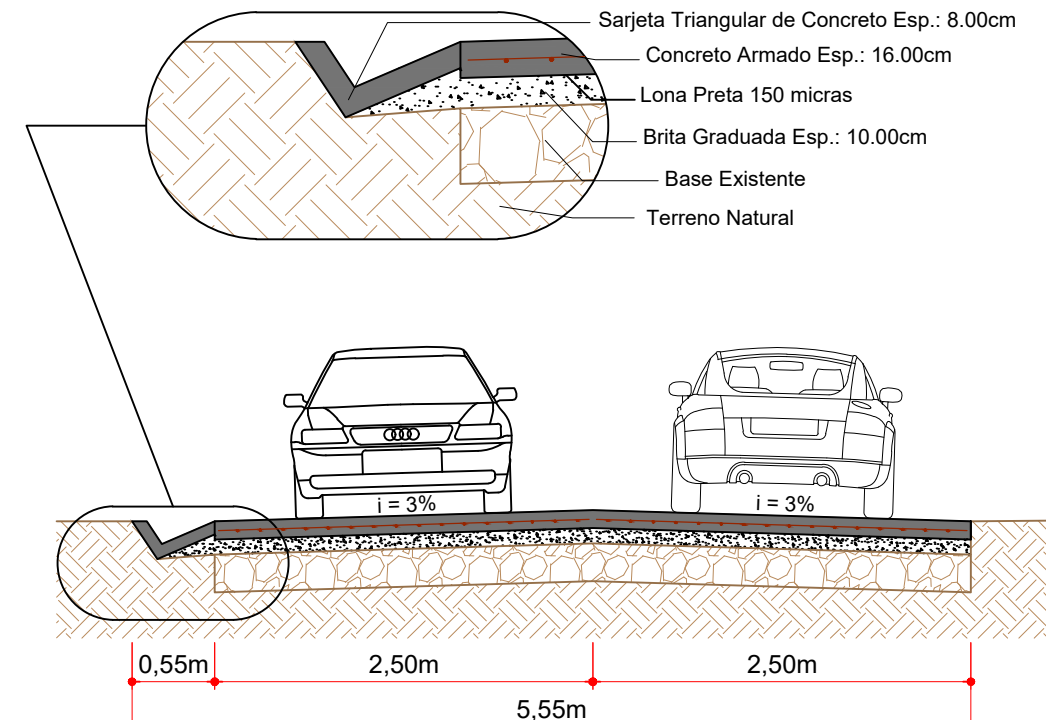 Sarjeta Triangular de Concreto Esp.: 8.00cm
Concreto Armado Esp.: 16.00cm
Lona Preta 150 micras
Brita Graduada Esp.: 10.00cm
Base Existente
Terreno Natural
i = 3%
i = 3%
0,55m
2,50m
2,50m
5,55m